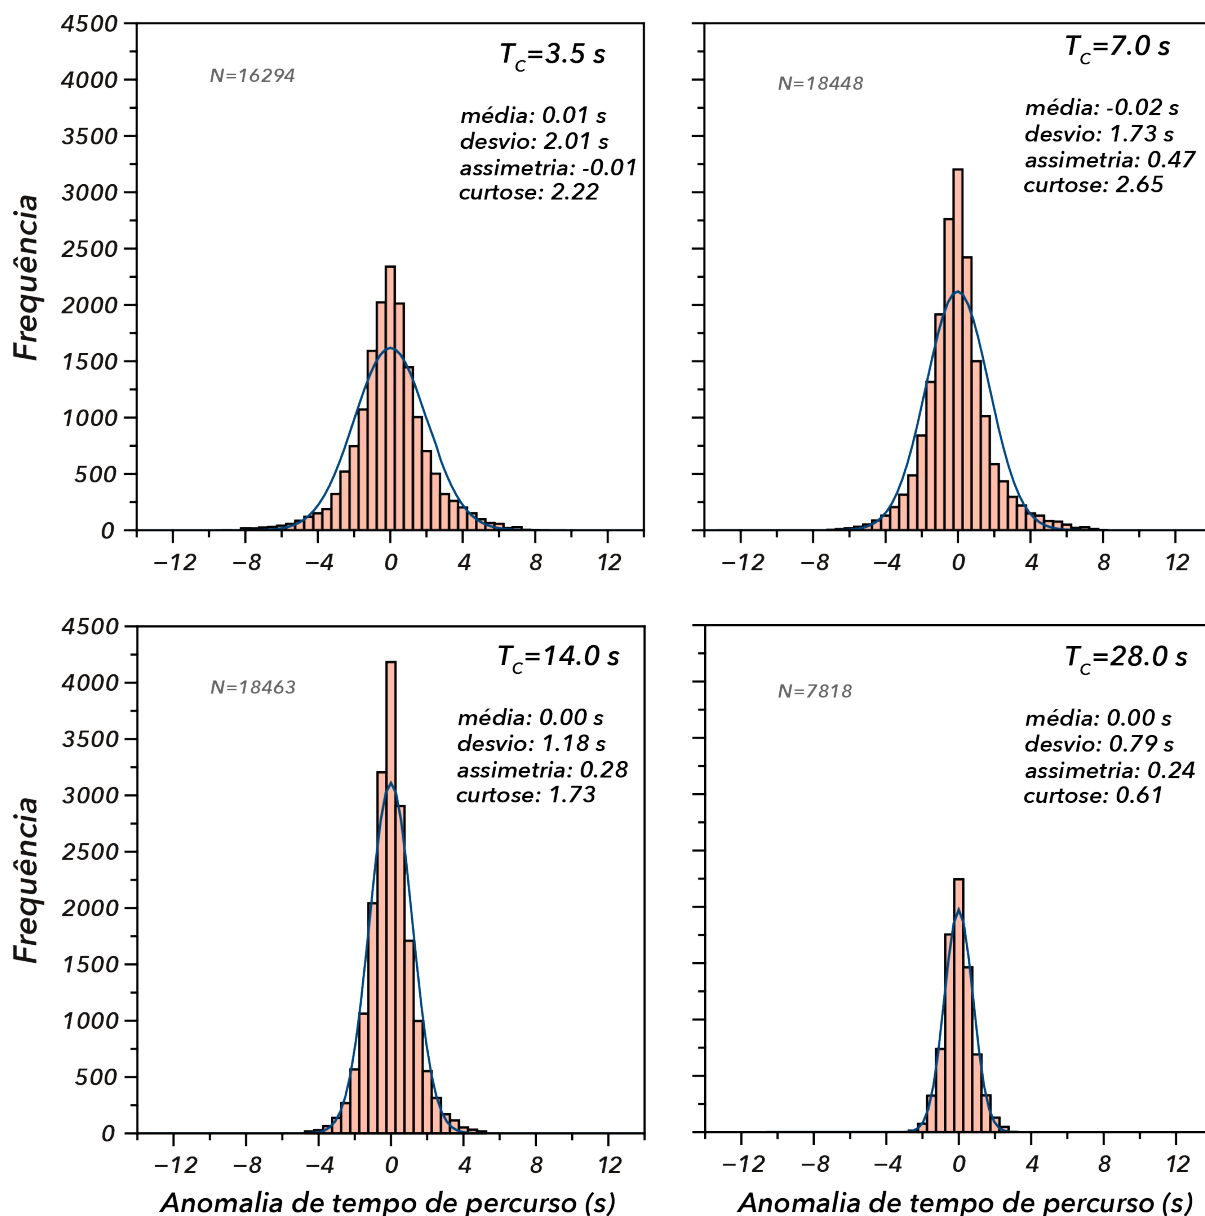 4500
4000
3500
3000
2500
2000
1500
1000
500
0
Frequência
T_C=3.5 s
N=16294
média: 0.01 s
desvio: 2.01 s
assimetria: -0.01
curtose: 2.22
−12 −8 −4 0 4 8 12
T_C=7.0 s
N=18448
média: -0.02 s
desvio: 1.73 s
assimetria: 0.47
curtose: 2.65
−12 −8 −4 0 4 8 12
4500
4000
3500
3000
2500
2000
1500
1000
500
0
Frequência
T_C=14.0 s
N=18463
média: 0.00 s
desvio: 1.18 s
assimetria: 0.28
curtose: 1.73
−12 −8 −4 0 4 8 12
Anomalia de tempo de percurso (s)
T_C=28.0 s
N=7818
média: 0.00 s
desvio: 0.79 s
assimetria: 0.24
curtose: 0.61
−12 −8 −4 0 4 8 12
Anomalia de tempo de percurso (s)